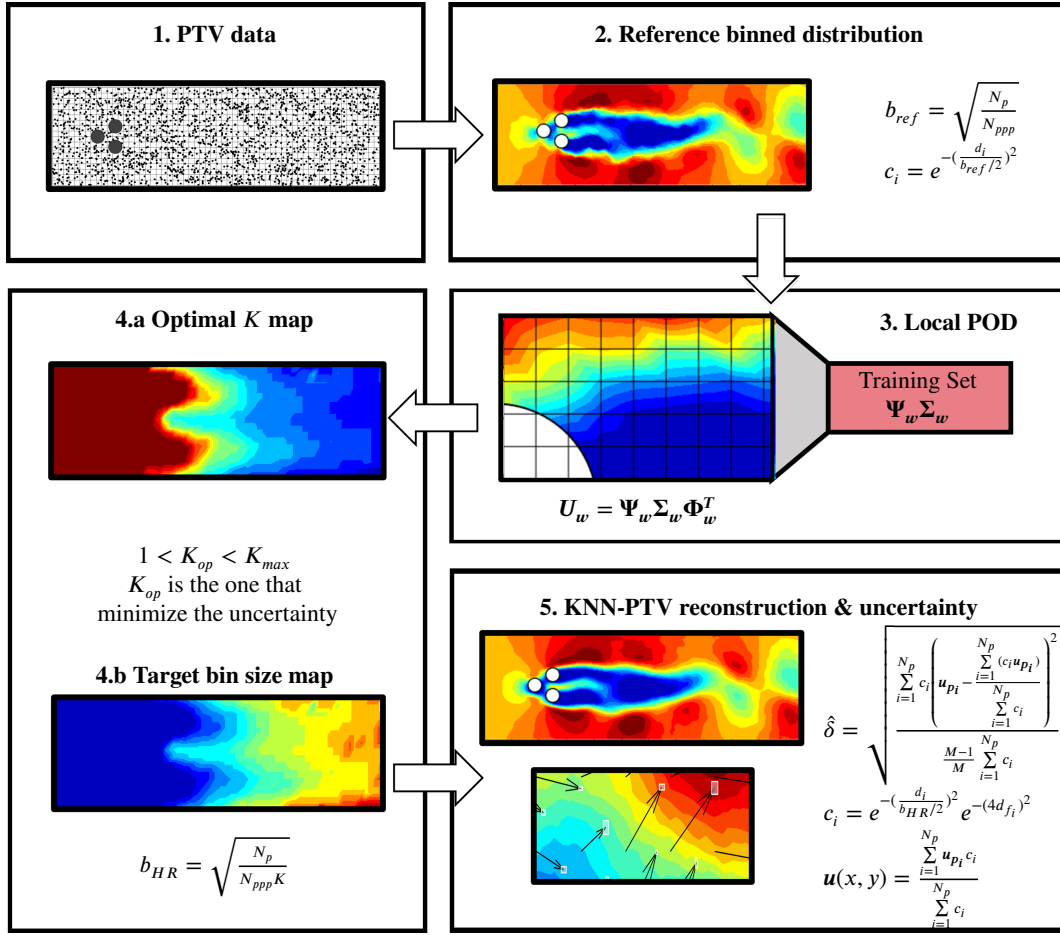 1. PTV data
2. Reference binned distribution
b_{ref} = \sqrt{\frac{N_p}{N_{ppp}}}
c_i = e^{-(\frac{d_i}{b_{ref}/2})^2}
3. Local POD
Training Set
Ψ_w Σ_w
U_w = Ψ_w Σ_w Φ_w^T
4.a Optimal K map
1 < K_{op} < K_{max}
K_{op} is the one that
minimize the uncertainty
4.b Target bin size map
b_{HR} = \sqrt{\frac{N_p}{N_{ppp} K}}
5. KNN-PTV reconstruction & uncertainty
\hat{δ} = \sqrt{\frac{\sum_{i=1}^{N_p} c_i \left( u_{p_i} - \frac{\sum_{i=1}^{N_p} (c_i u_{p_i})}{\sum_{i=1}^{N_p} c_i} \right)^2}{\frac{M-1}{M} \sum_{i=1}^{N_p} c_i}}
c_i = e^{-(\frac{d_i}{b_{HR}/2})^2} e^{-(4d_{f_i})^2}
u(x, y) = \frac{\sum_{i=1}^{N_p} u_{p_i} c_i}{\sum_{i=1}^{N_p} c_i}